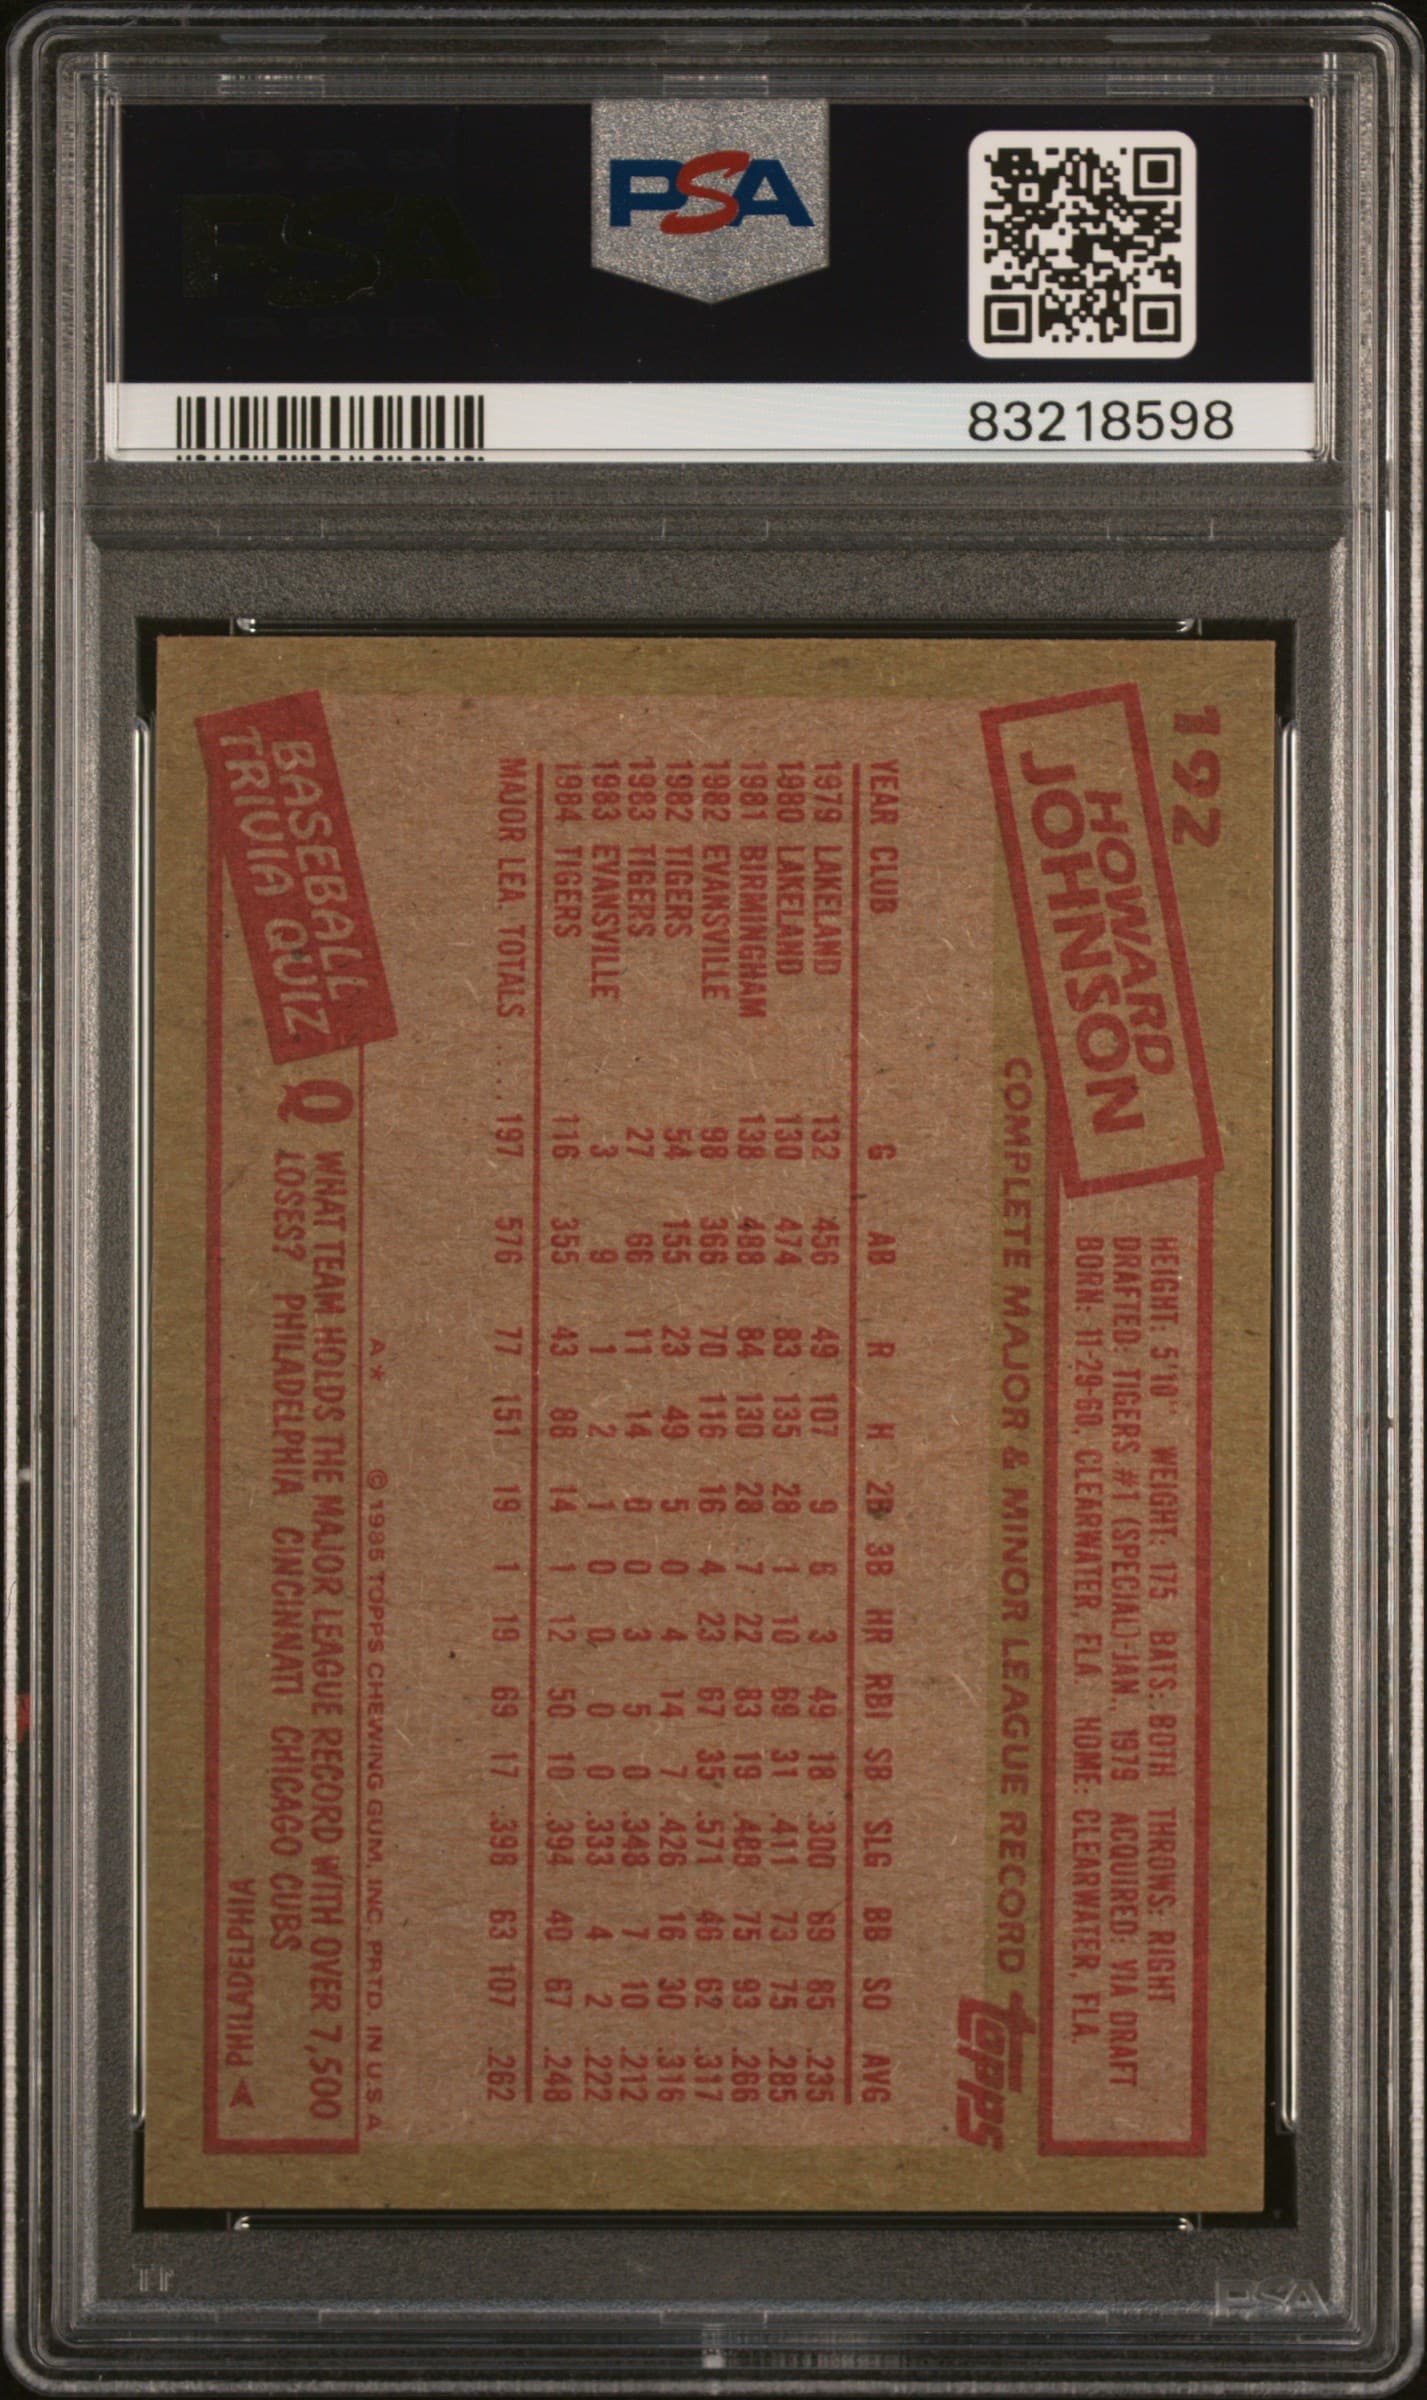 PSA
PSA
83218598
192
HOWARD
JOHNSON
HEIGHT: 5'10" WEIGHT: 175 BATS: BOTH THROWS: RIGHT
DRAFTED: TIGERS #1 (SPECIAL)-JAN., 1979 ACQUIRED: VIA DRAFT
BORN: 11-29-60, CLEARWATER, FLA. HOME: CLEARWATER, FLA.
COMPLETE MAJOR & MINOR LEAGUE RECORD
topps
YEAR CLUB G AB R H 2B 3B HR RBI SB SLG BB SO AVG
1979 LAKELAND 132 456 49 107 9 6 3 49 18 .300 69 85 .235
1980 LAKELAND 130 474 83 135 28 1 10 69 31 .411 73 75 .285
1981 BIRMINGHAM 138 488 84 130 28 7 22 83 19 .488 75 93 .266
1982 EVANSVILLE 98 366 70 116 16 4 23 67 35 .571 46 62 .317
1982 TIGERS 54 155 23 49 5 0 4 14 7 .426 16 30 .316
1983 TIGERS 27 66 11 14 0 0 3 5 0 .348 7 10 .212
1983 EVANSVILLE 3 9 1 2 1 0 0 0 0 .333 4 2 .222
1984 TIGERS 116 355 43 88 14 1 12 50 10 .394 40 67 .248
MAJOR LEA. TOTALS .... 197 576 77 151 19 1 19 69 17 .398 63 107 .262
A* © 1985 TOPPS CHEWING GUM, INC. PRTD. IN U.S.A.
BASEBALL
TRIVIA QUIZ
Q WHAT TEAM HOLDS THE MAJOR LEAGUE RECORD WITH OVER 7,500
LOSES? PHILADELPHIA CINCINNATI CHICAGO CUBS
PHILADELPHIA
PSA